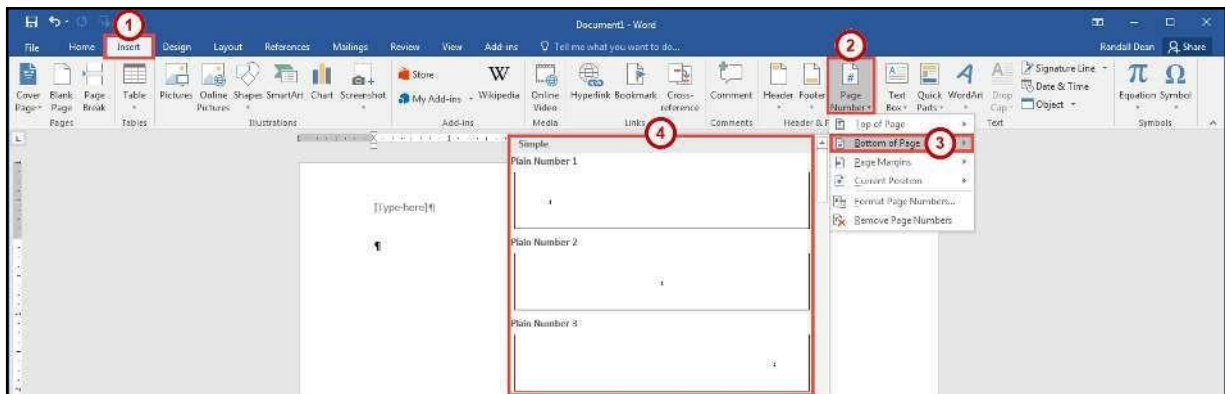 1
Document1 - Word
File Home Insert Design Layout References Mailings Review View Add-ins Tell me what you want to do... Randall Dean Share
2
Cover Page Blank Page Page Break Table Pictures Online Pictures Shapes SmartArt Chart Screenshot Store My Add-ins Wikipedia Online Video Hyperlink Bookmark Cross-reference Comment Header Footer Page Number Text Box Quick Parts WordArt Drop Cap Signature Line Date & Time Object Equation Symbol
Pages Tables Illustrations Add-ins Media Links Comments Header & F Text Symbols
4
Top of Page
Bottom of Page
3
Page Margins
Current Position
Format Page Numbers...
Remove Page Numbers
Simple
Plain Number 1
[Type here]¶
¶
Plain Number 2
Plain Number 3